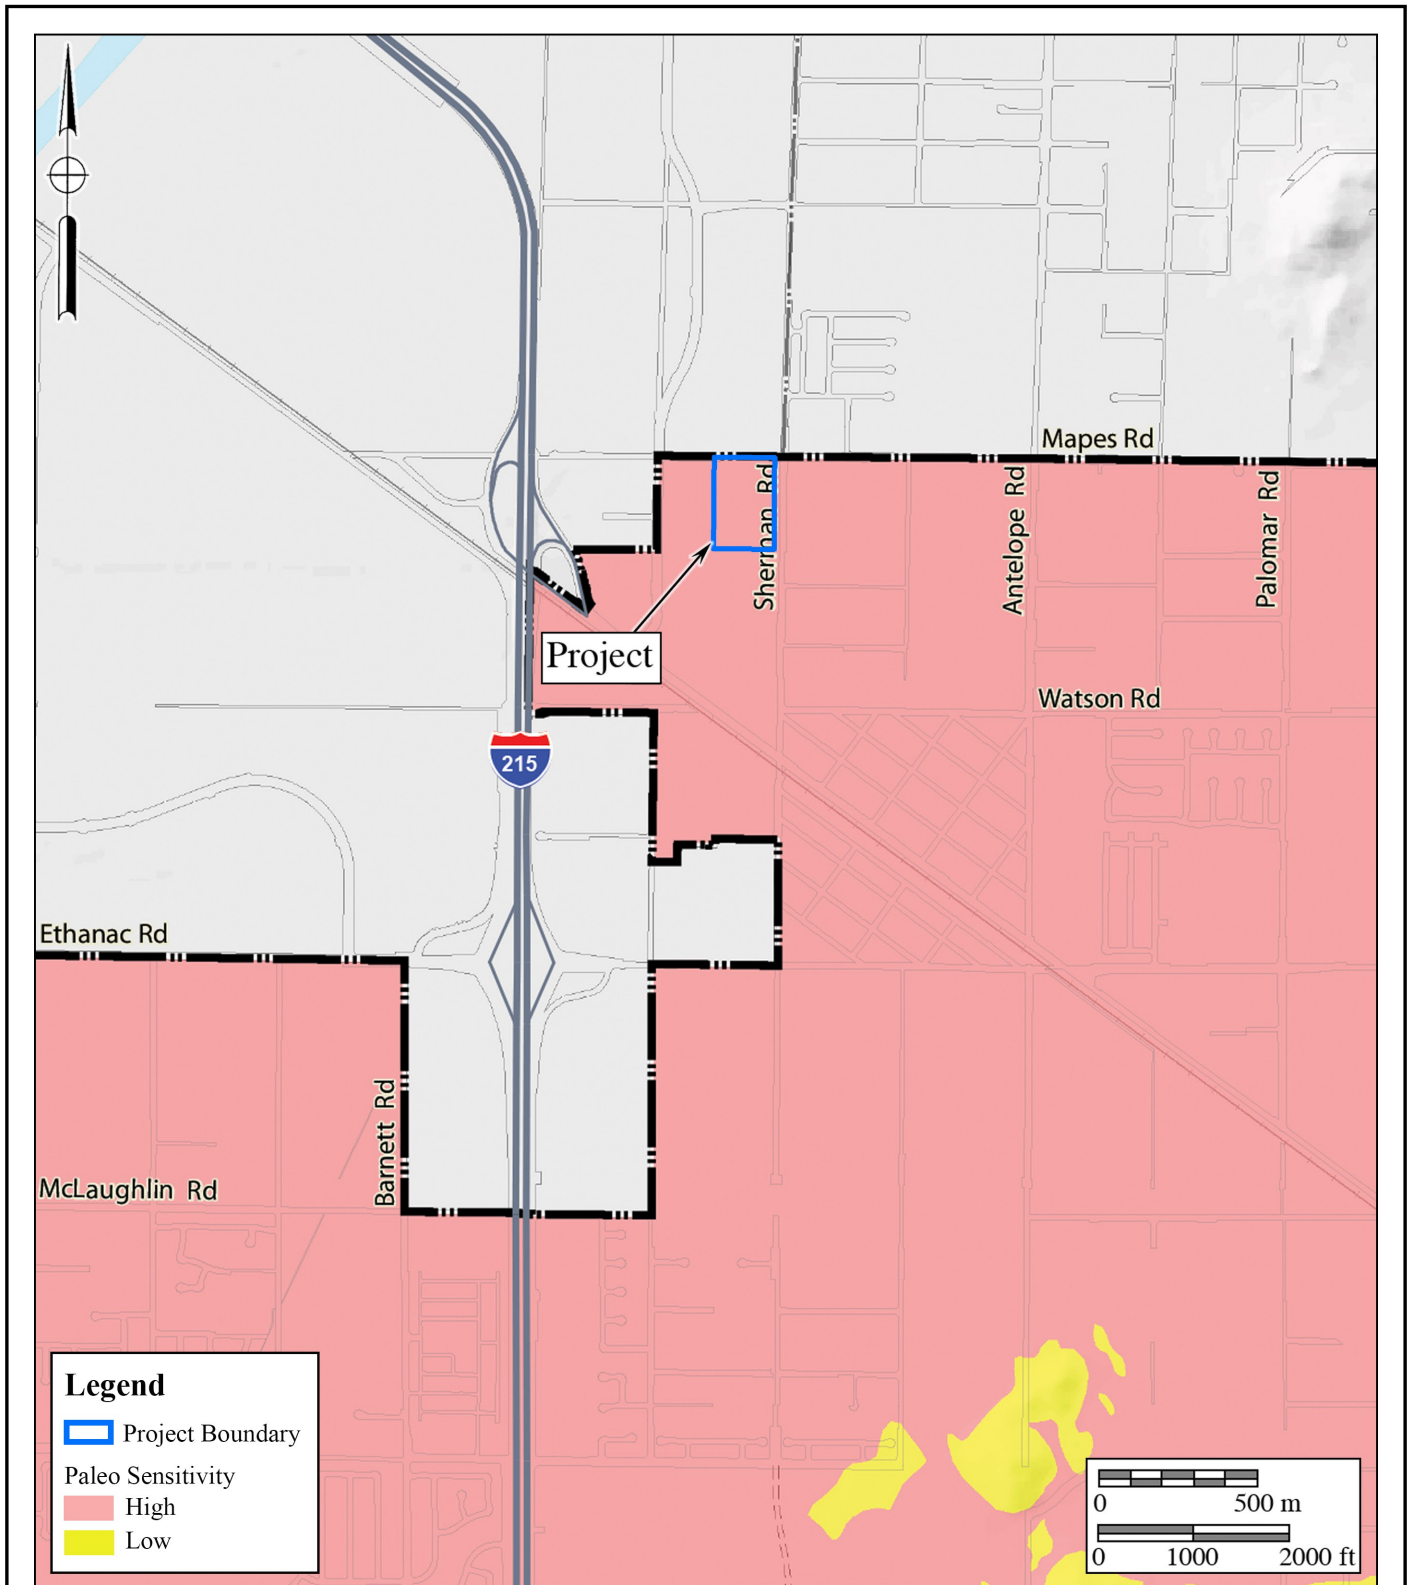 Mapes Rd
Sherman Rd
Antelope Rd
Palomar Rd
Project
Watson Rd
215
Ethanac Rd
Barnett Rd
McLaughlin Rd
Legend
Project Boundary
Paleo Sensitivity
High
Low
0 500 m
0 1000 2000 ft